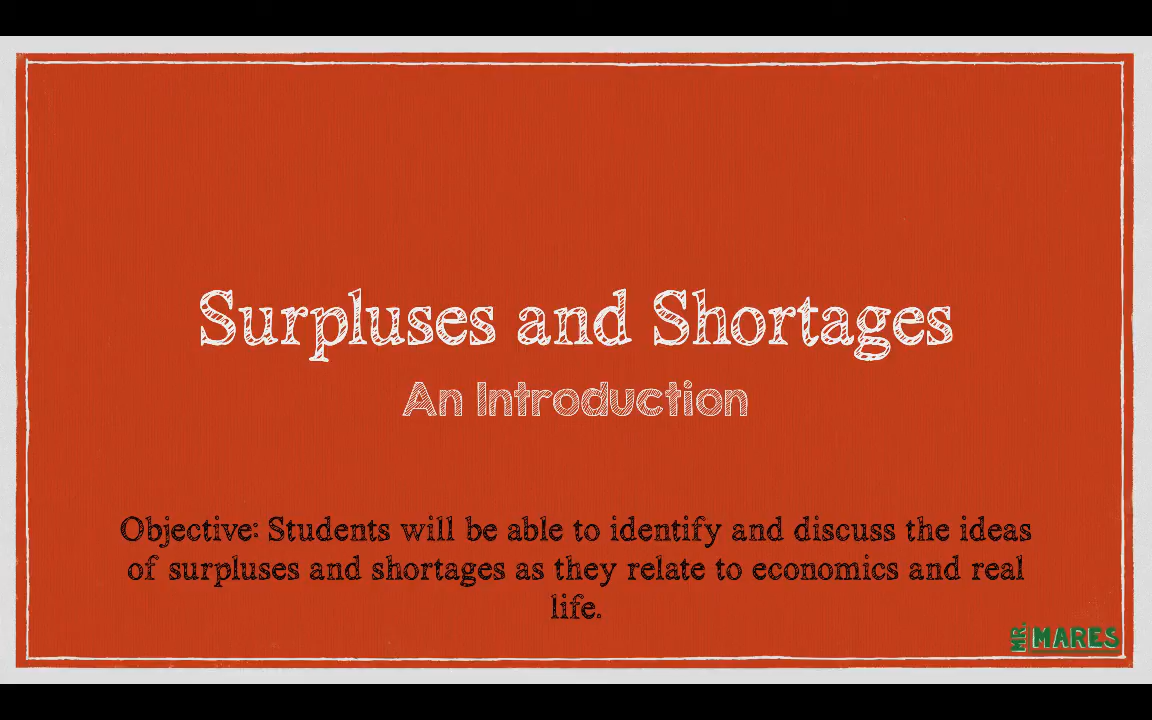 Surpluses and Shortages
An Introduction
Objective: Students will be able to identify and discuss the ideas
of surpluses and shortages as they relate to economics and real
life.
MR. MARES